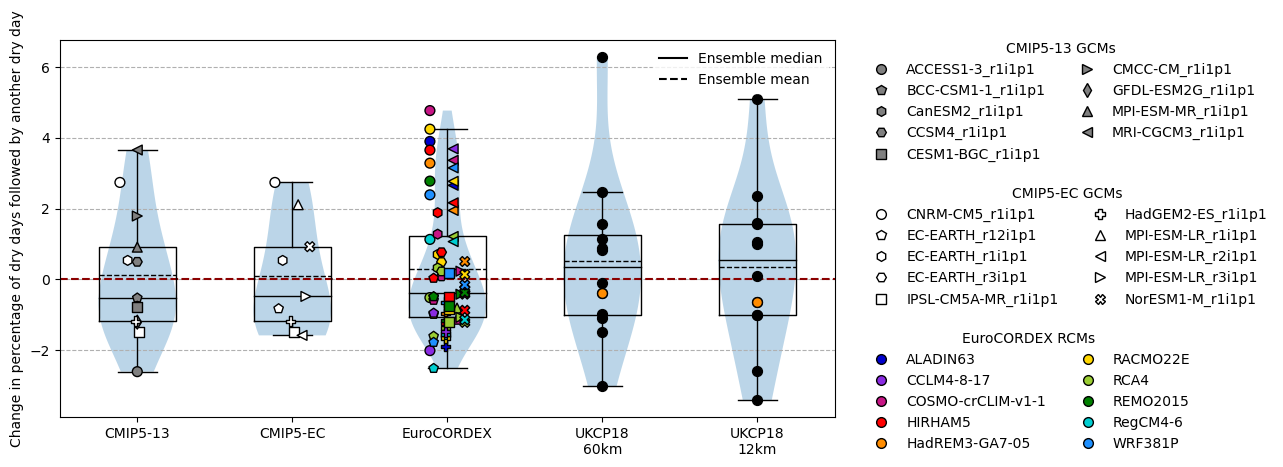 Change in percentage of dry days followed by another dry day
6
4
2
0
−2
Ensemble median
Ensemble mean
CMIP5-13
CMIP5-EC
EuroCORDEX
UKCP18
60km
UKCP18
12km
CMIP5-13 GCMs
ACCESS1-3_r1i1p1
BCC-CSM1-1_r1i1p1
CanESM2_r1i1p1
CCSM4_r1i1p1
CESM1-BGC_r1i1p1
CMCC-CM_r1i1p1
GFDL-ESM2G_r1i1p1
MPI-ESM-MR_r1i1p1
MRI-CGCM3_r1i1p1
CMIP5-EC GCMs
CNRM-CM5_r1i1p1
EC-EARTH_r12i1p1
EC-EARTH_r1i1p1
EC-EARTH_r3i1p1
IPSL-CM5A-MR_r1i1p1
HadGEM2-ES_r1i1p1
MPI-ESM-LR_r1i1p1
MPI-ESM-LR_r2i1p1
MPI-ESM-LR_r3i1p1
NorESM1-M_r1i1p1
EuroCORDEX RCMs
ALADIN63
CCLM4-8-17
COSMO-crCLIM-v1-1
HIRHAM5
HadREM3-GA7-05
RACMO22E
RCA4
REMO2015
RegCM4-6
WRF381P